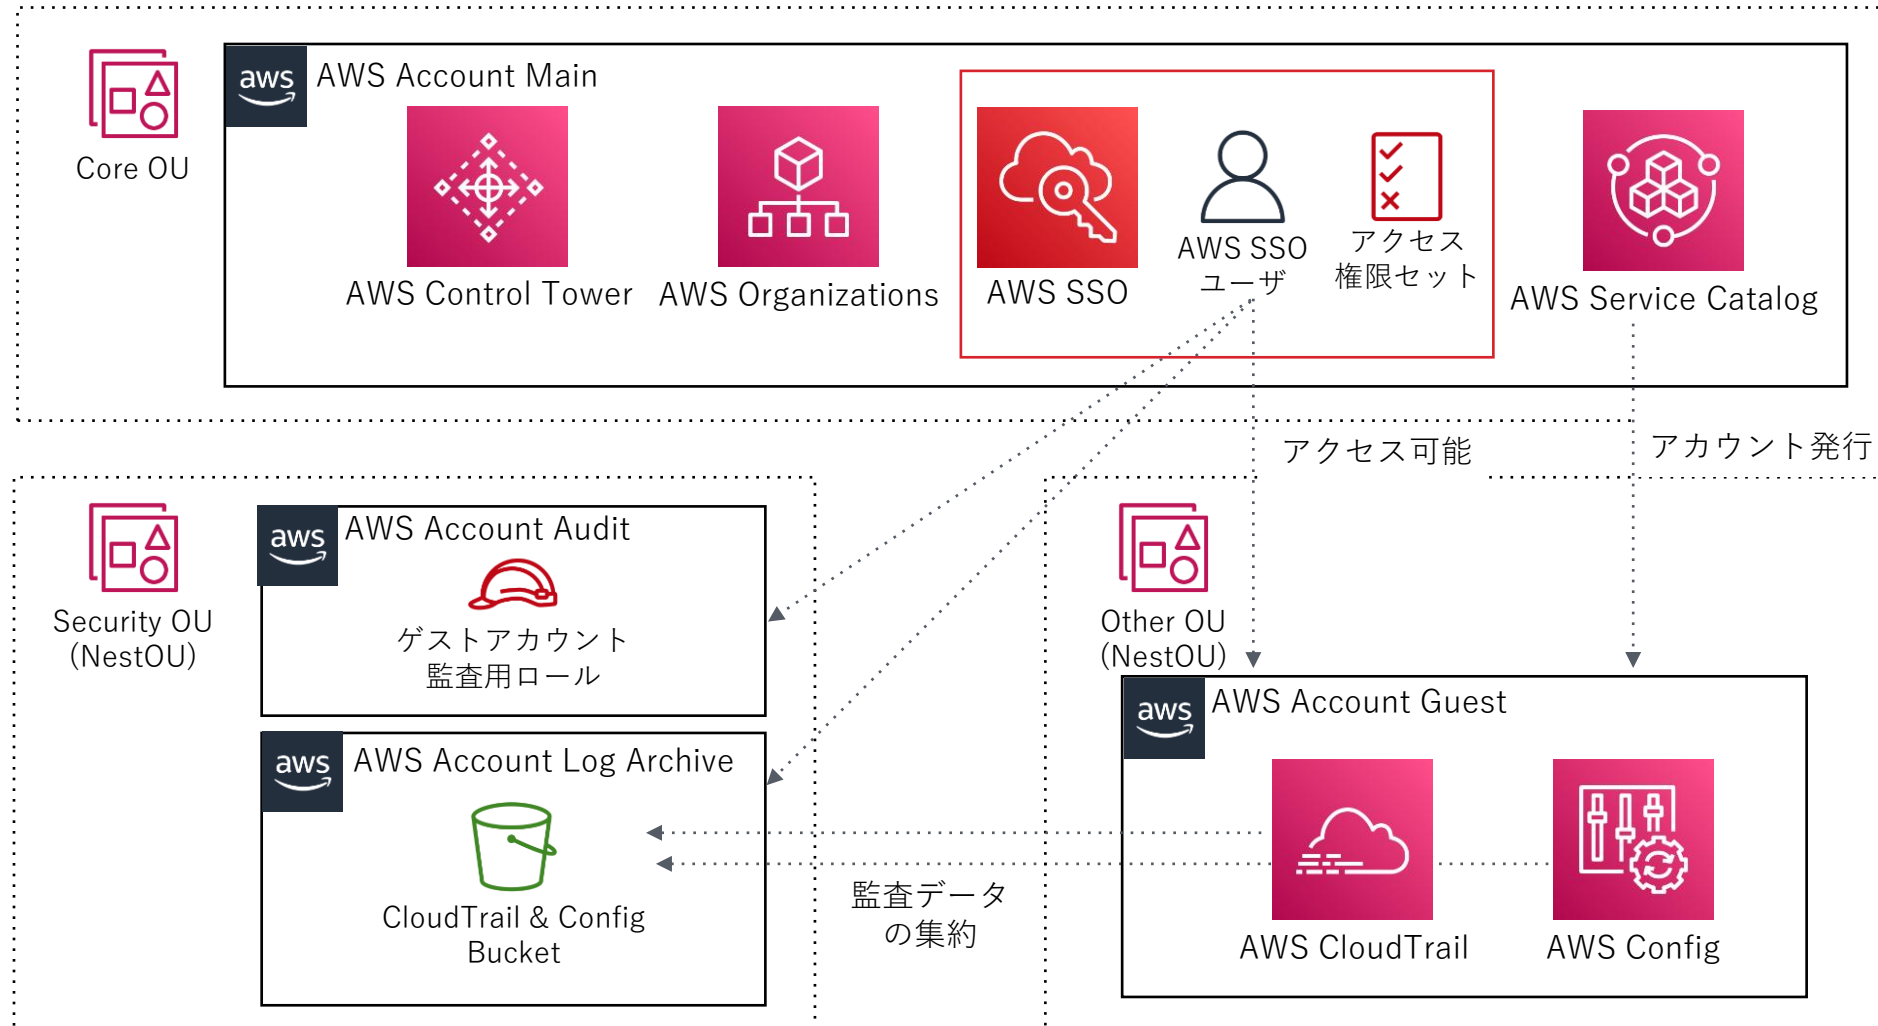 aws
AWS Account Main
Core OU
AWS Control Tower
AWS Organizations
AWS SSO
AWS SSO
ユーザ
アクセス
権限セット
AWS Service Catalog
アクセス可能
アカウント発行
Security OU
(NestOU)
aws
AWS Account Audit
ゲストアカウント
監査用ロール
aws
AWS Account Log Archive
CloudTrail & Config
Bucket
監査データ
の集約
Other OU
(NestOU)
aws
AWS Account Guest
AWS CloudTrail
AWS Config